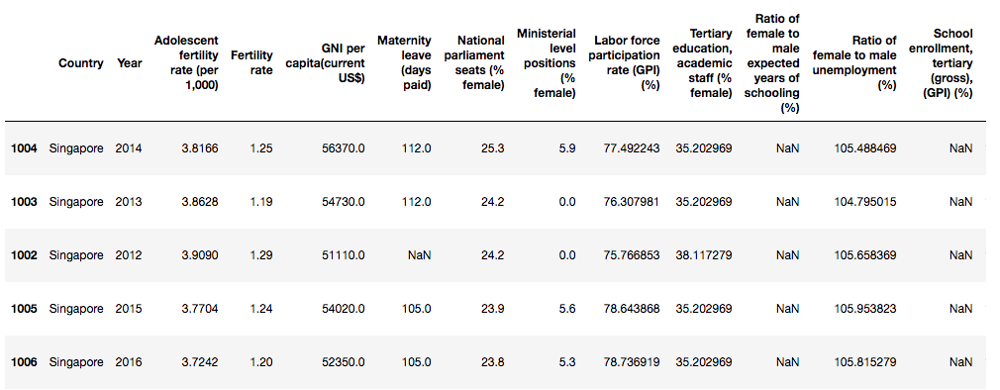 Country Year Adolescent fertility rate (per 1,000) Fertility rate GNI per capita(current US$) Maternity leave (days paid) National parliament seats (% female) Ministerial level positions (% female) Labor force participation rate (GPI) (%) Tertiary education, academic staff (% female) Ratio of female to male expected years of schooling (%) Ratio of female to male unemployment (%) School enrollment, tertiary (gross), (GPI) (%)
1004 Singapore 2014 3.8166 1.25 56370.0 112.0 25.3 5.9 77.492243 35.202969 NaN 105.488469 NaN
1003 Singapore 2013 3.8628 1.19 54730.0 112.0 24.2 0.0 76.307981 35.202969 NaN 104.795015 NaN
1002 Singapore 2012 3.9090 1.29 51110.0 NaN 24.2 0.0 75.766853 38.117279 NaN 105.658369 NaN
1005 Singapore 2015 3.7704 1.24 54020.0 105.0 23.9 5.6 78.643868 35.202969 NaN 105.953823 NaN
1006 Singapore 2016 3.7242 1.20 52350.0 105.0 23.8 5.3 78.736919 35.202969 NaN 105.815279 NaN